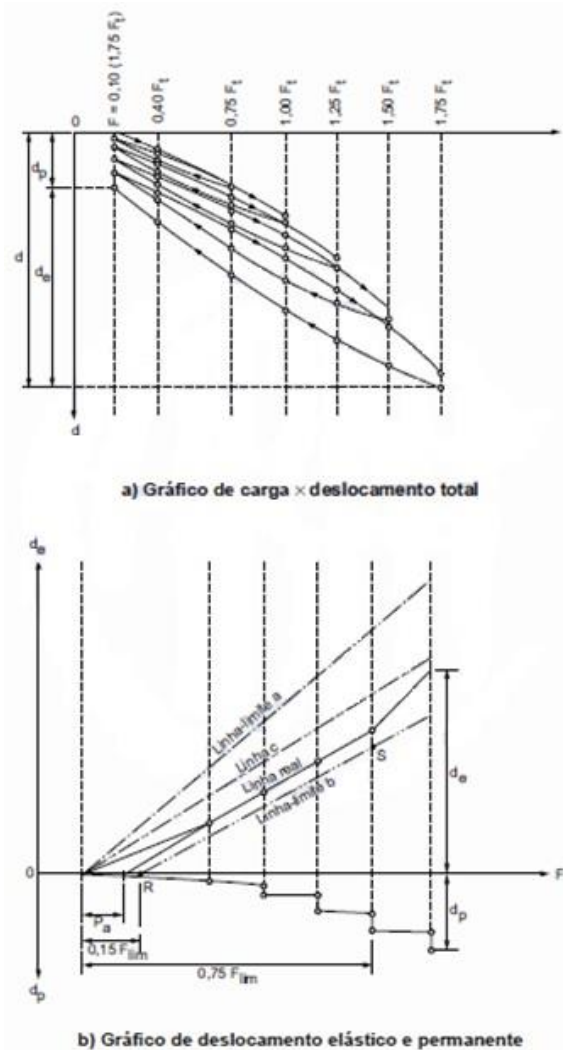 0
F = 0,10 (1,75 Fₜ)
0,40 Fₜ
0,75 Fₜ
1,00 Fₜ
1,25 Fₜ
1,50 Fₜ
1,75 Fₜ
dₚ
d
dₑ
d
a) Gráfico de carga × deslocamento total
dₑ
Linha-limite a
Linha c
Linha real
Linha-limite b
S
dₑ
0
R
F
Pₐ
dₚ
0,15 Fₗᵢₘ
0,75 Fₗᵢₘ
dₚ
b) Gráfico de deslocamento elástico e permanente